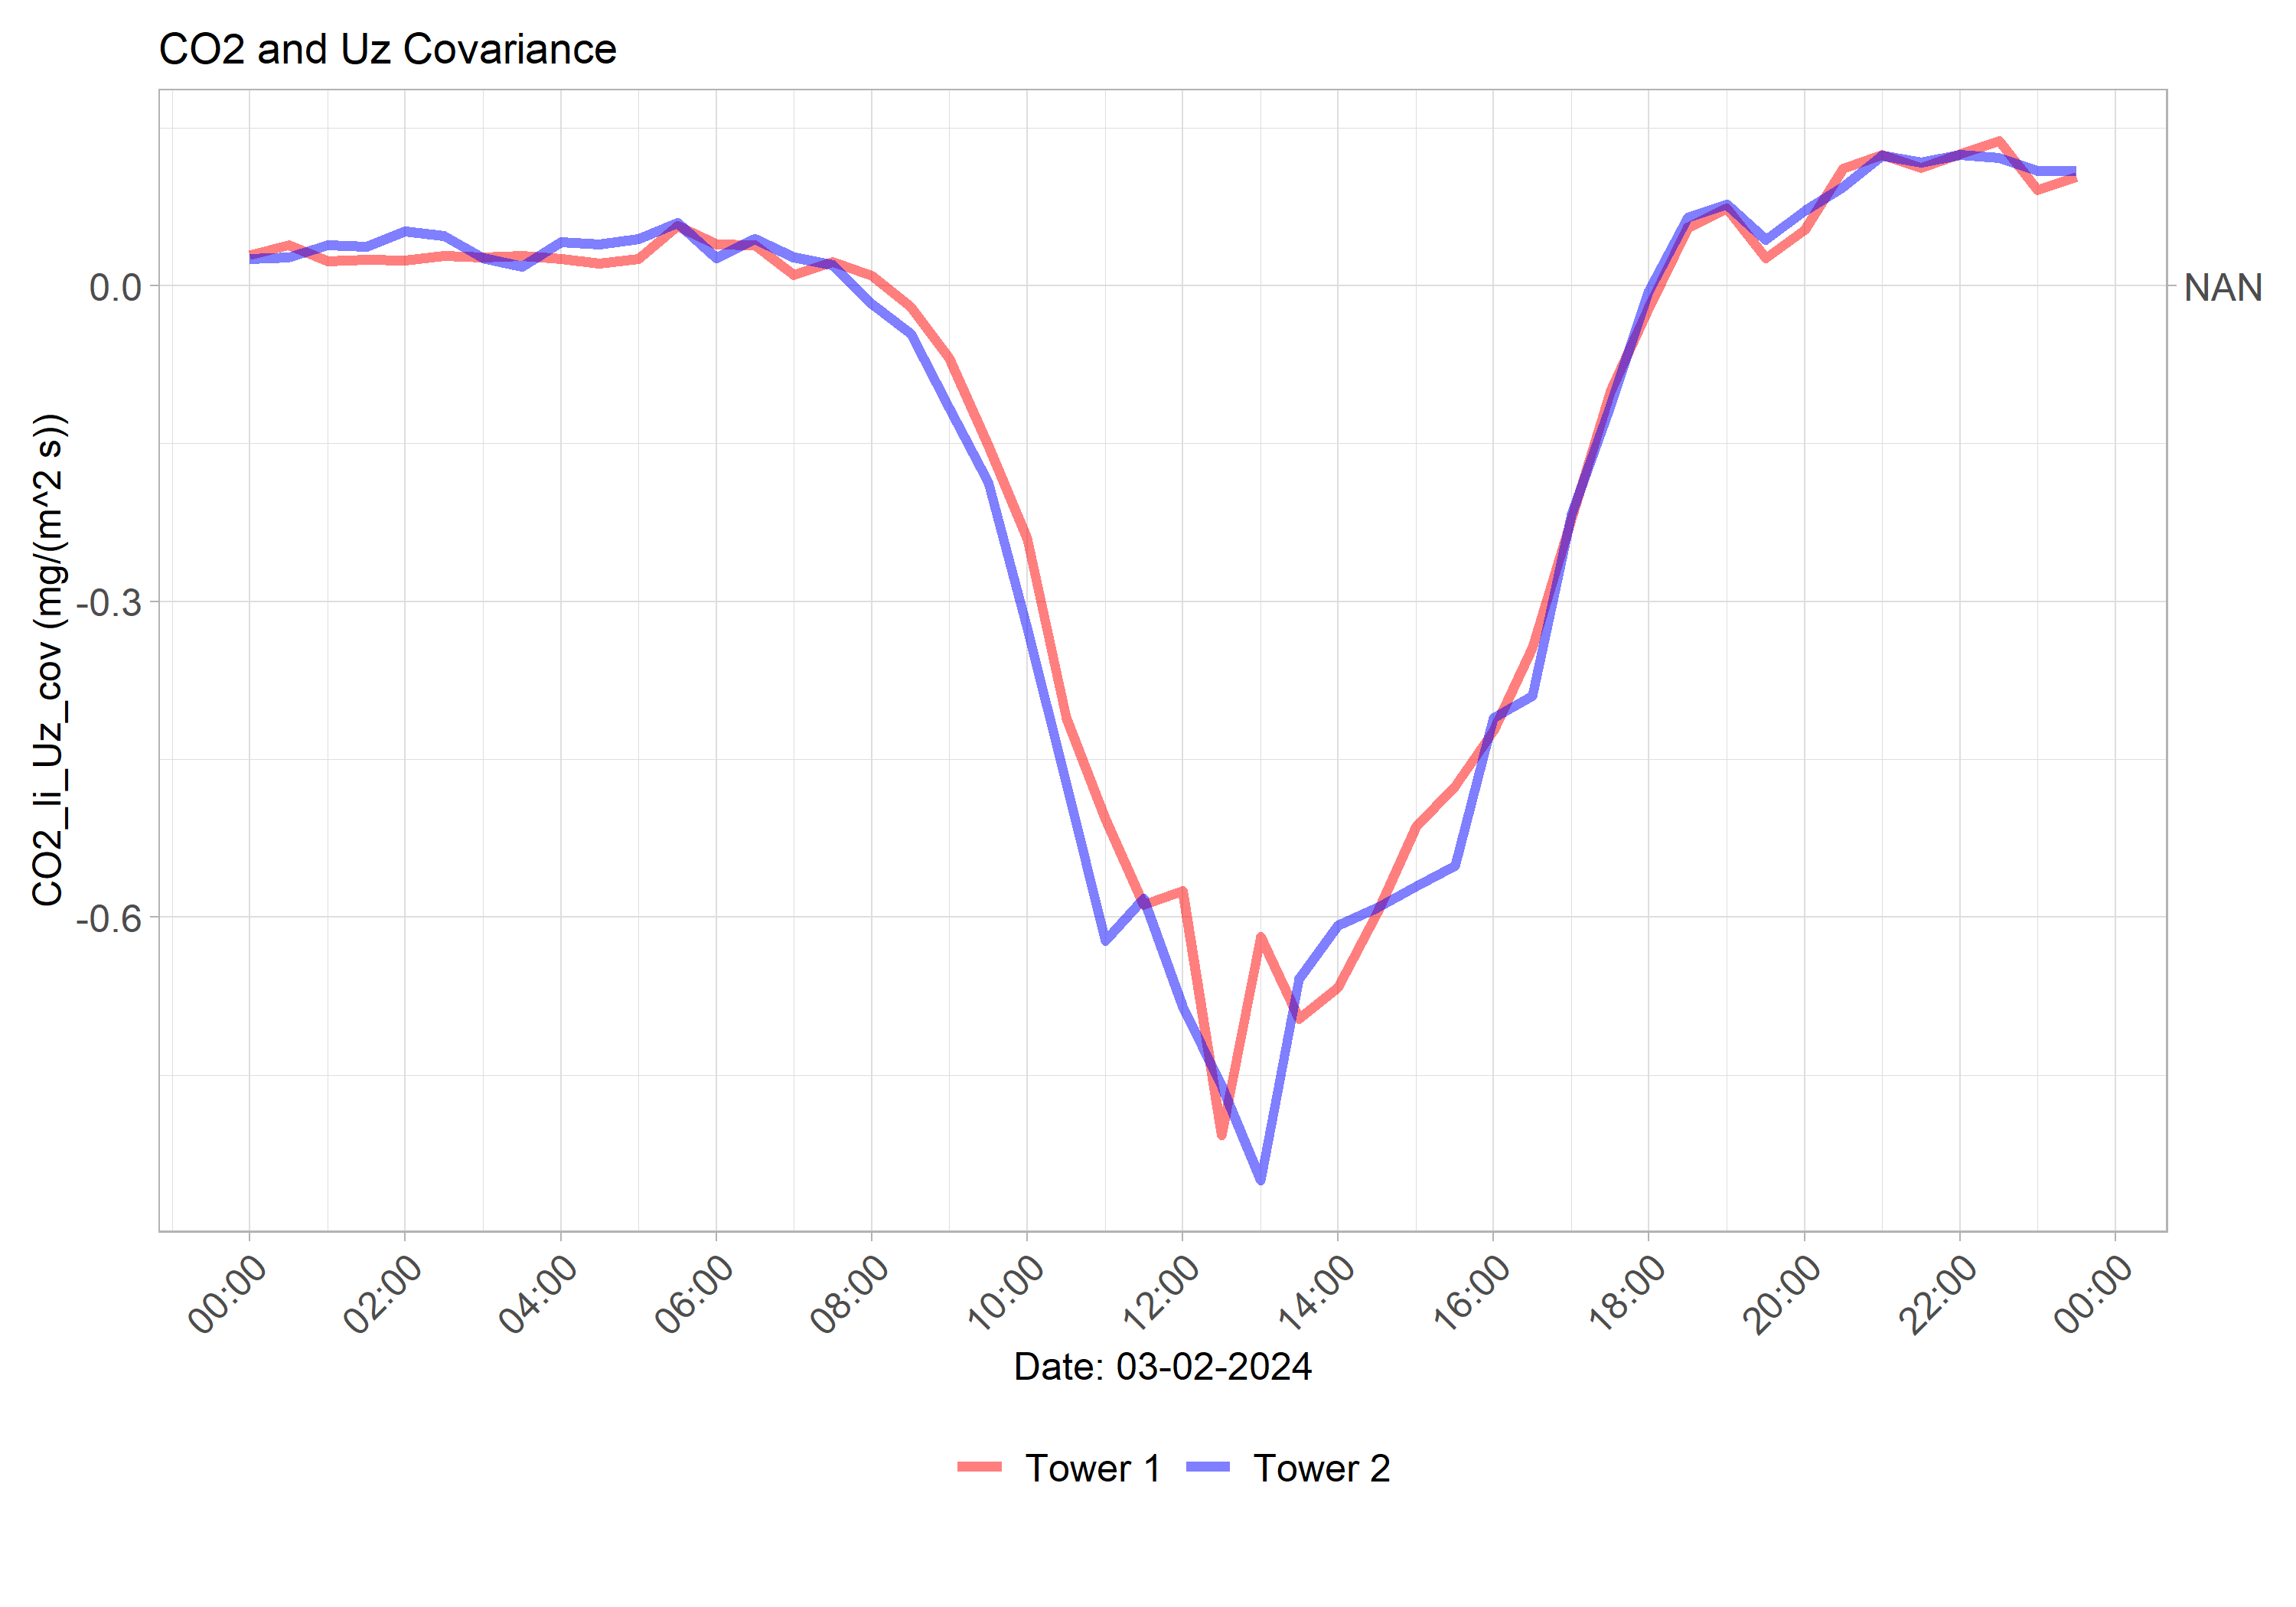 CO2 and Uz Covariance
CO2_li_Uz_cov (mg/(m^2 s))
0.0
-0.3
-0.6
NAN
00:00
02:00
04:00
06:00
08:00
10:00
12:00
14:00
16:00
18:00
20:00
22:00
00:00
Date: 03-02-2024
Tower 1
Tower 2